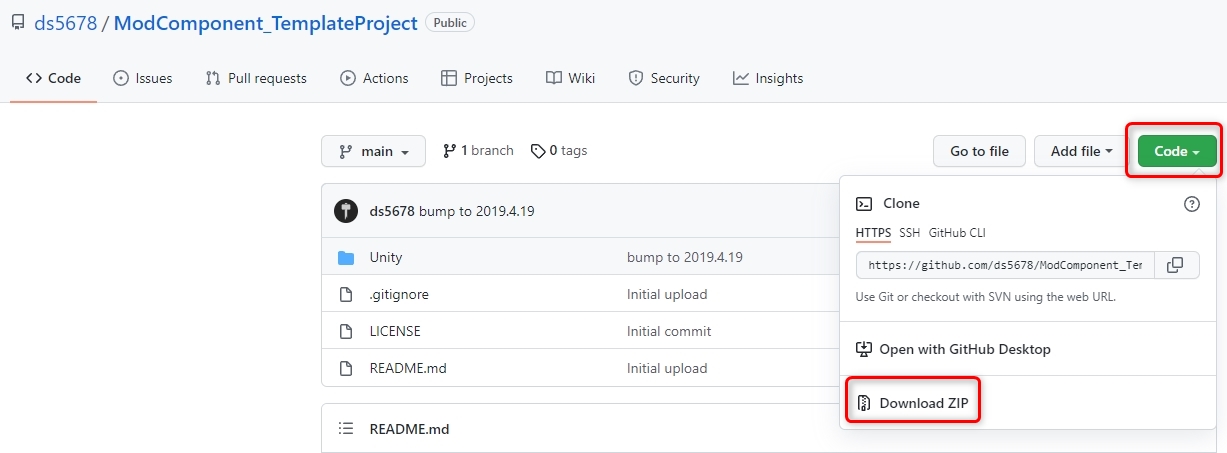 ds5678 / ModComponent_TemplateProject Public
Code Issues Pull requests Actions Projects Wiki Security Insights
main 1 branch 0 tags Go to file Add file Code
ds5678 bump to 2019.4.19
Unity bump to 2019.4.19
.gitignore Initial upload
LICENSE Initial commit
README.md Initial upload
README.md
Clone
HTTPS SSH GitHub CLI
https://github.com/ds5678/ModComponent_Tem
Use Git or checkout with SVN using the web URL.
Open with GitHub Desktop
Download ZIP